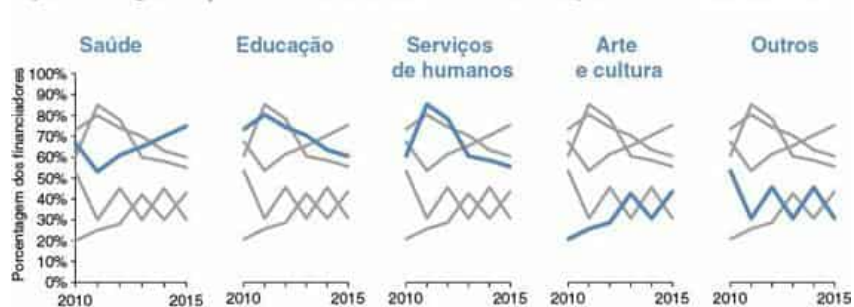 Saúde
Educação
Serviços
de humanos
Arte
e cultura
Outros
Porcentagem dos financiadores
100%
90%
80%
70%
60%
50%
40%
30%
20%
10%
0%
2010 2015
2010 2015
2010 2015
2010 2015
2010 2015